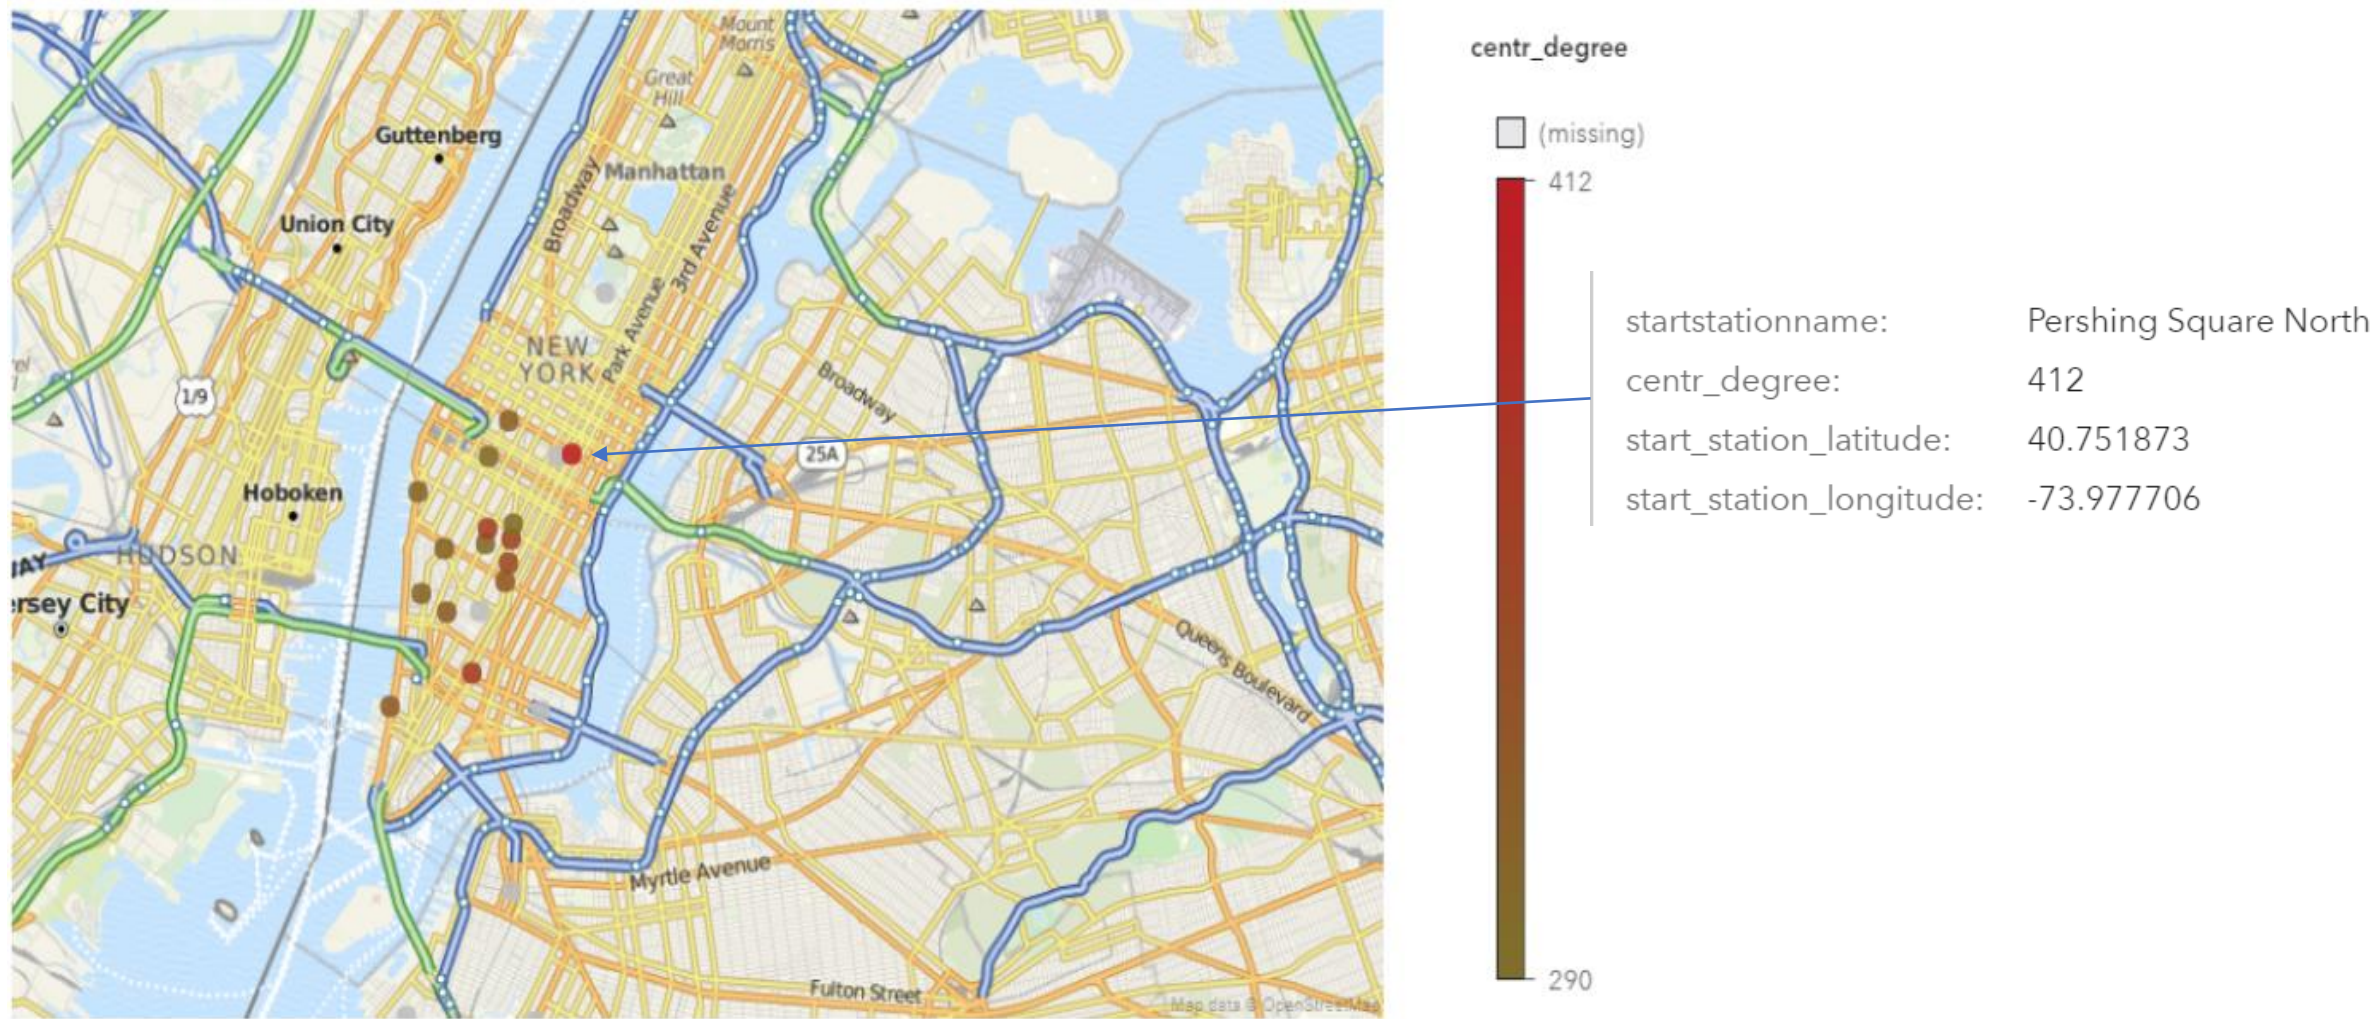 Mount
Morris
Great
Hill
Guttenberg
Manhattan
Broadway
Union City
3rd Avenue
Park Avenue
NEW
YORK
1/9
Broadway
25A
Hoboken
HUDSON
ersey City
Queens Boulevard
Myrtle Avenue
Fulton Street
Map data © OpenStreetMap
centr_degree
(missing)
412
startstationname: Pershing Square North
centr_degree: 412
start_station_latitude: 40.751873
start_station_longitude: -73.977706
290